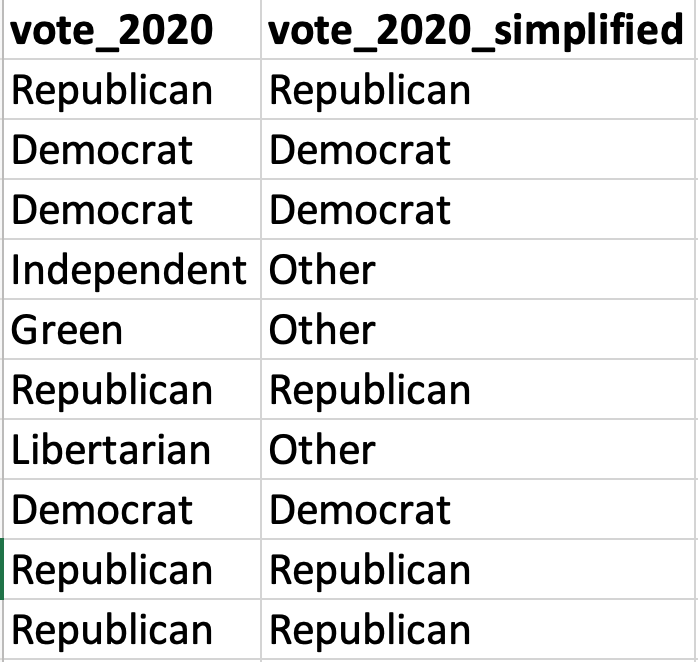 vote_2020 vote_2020_simplified
Republican Republican
Democrat Democrat
Democrat Democrat
Independent Other
Green Other
Republican Republican
Libertarian Other
Democrat Democrat
Republican Republican
Republican Republican